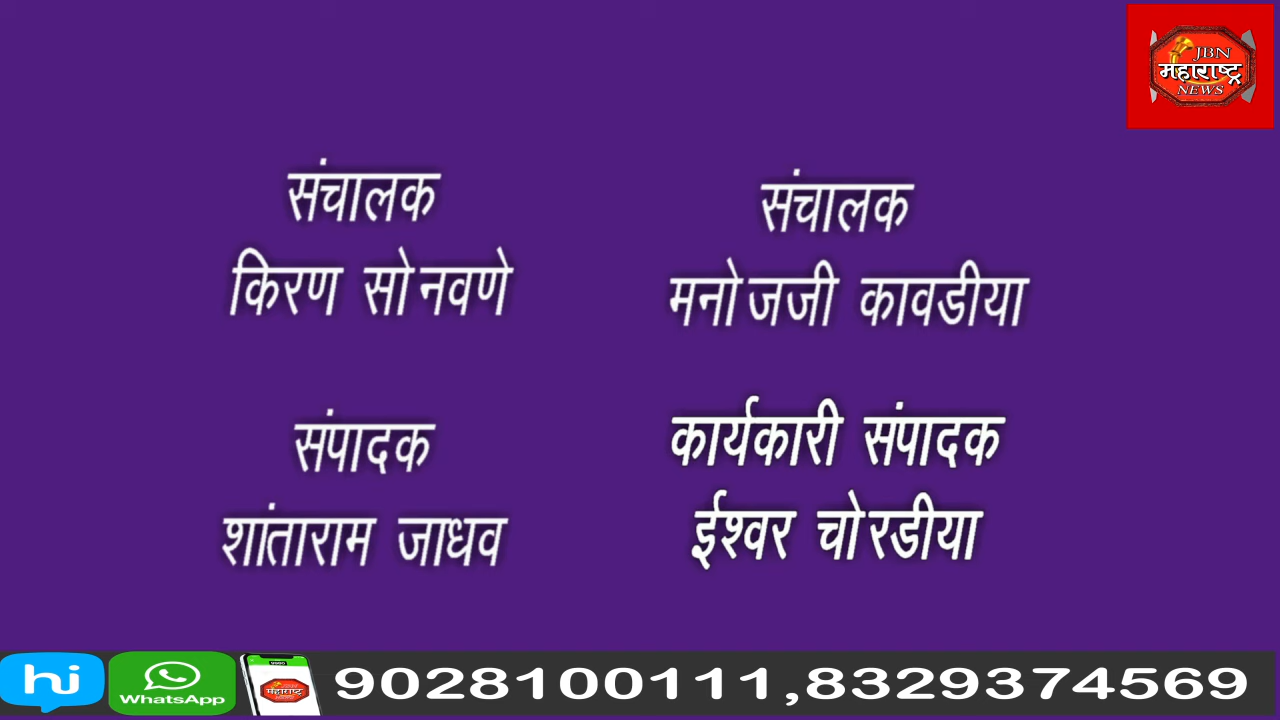 JBN
महाराष्ट्र
NEWS
संचालक
किरण सोनवणे
संचालक
मनोजजी कावडीया
संपादक
शांताराम जाधव
कार्यकारी संपादक
ईश्वर चोरडीया
hi
WhatsApp
महाराष्ट्र
9028100111,8329374569